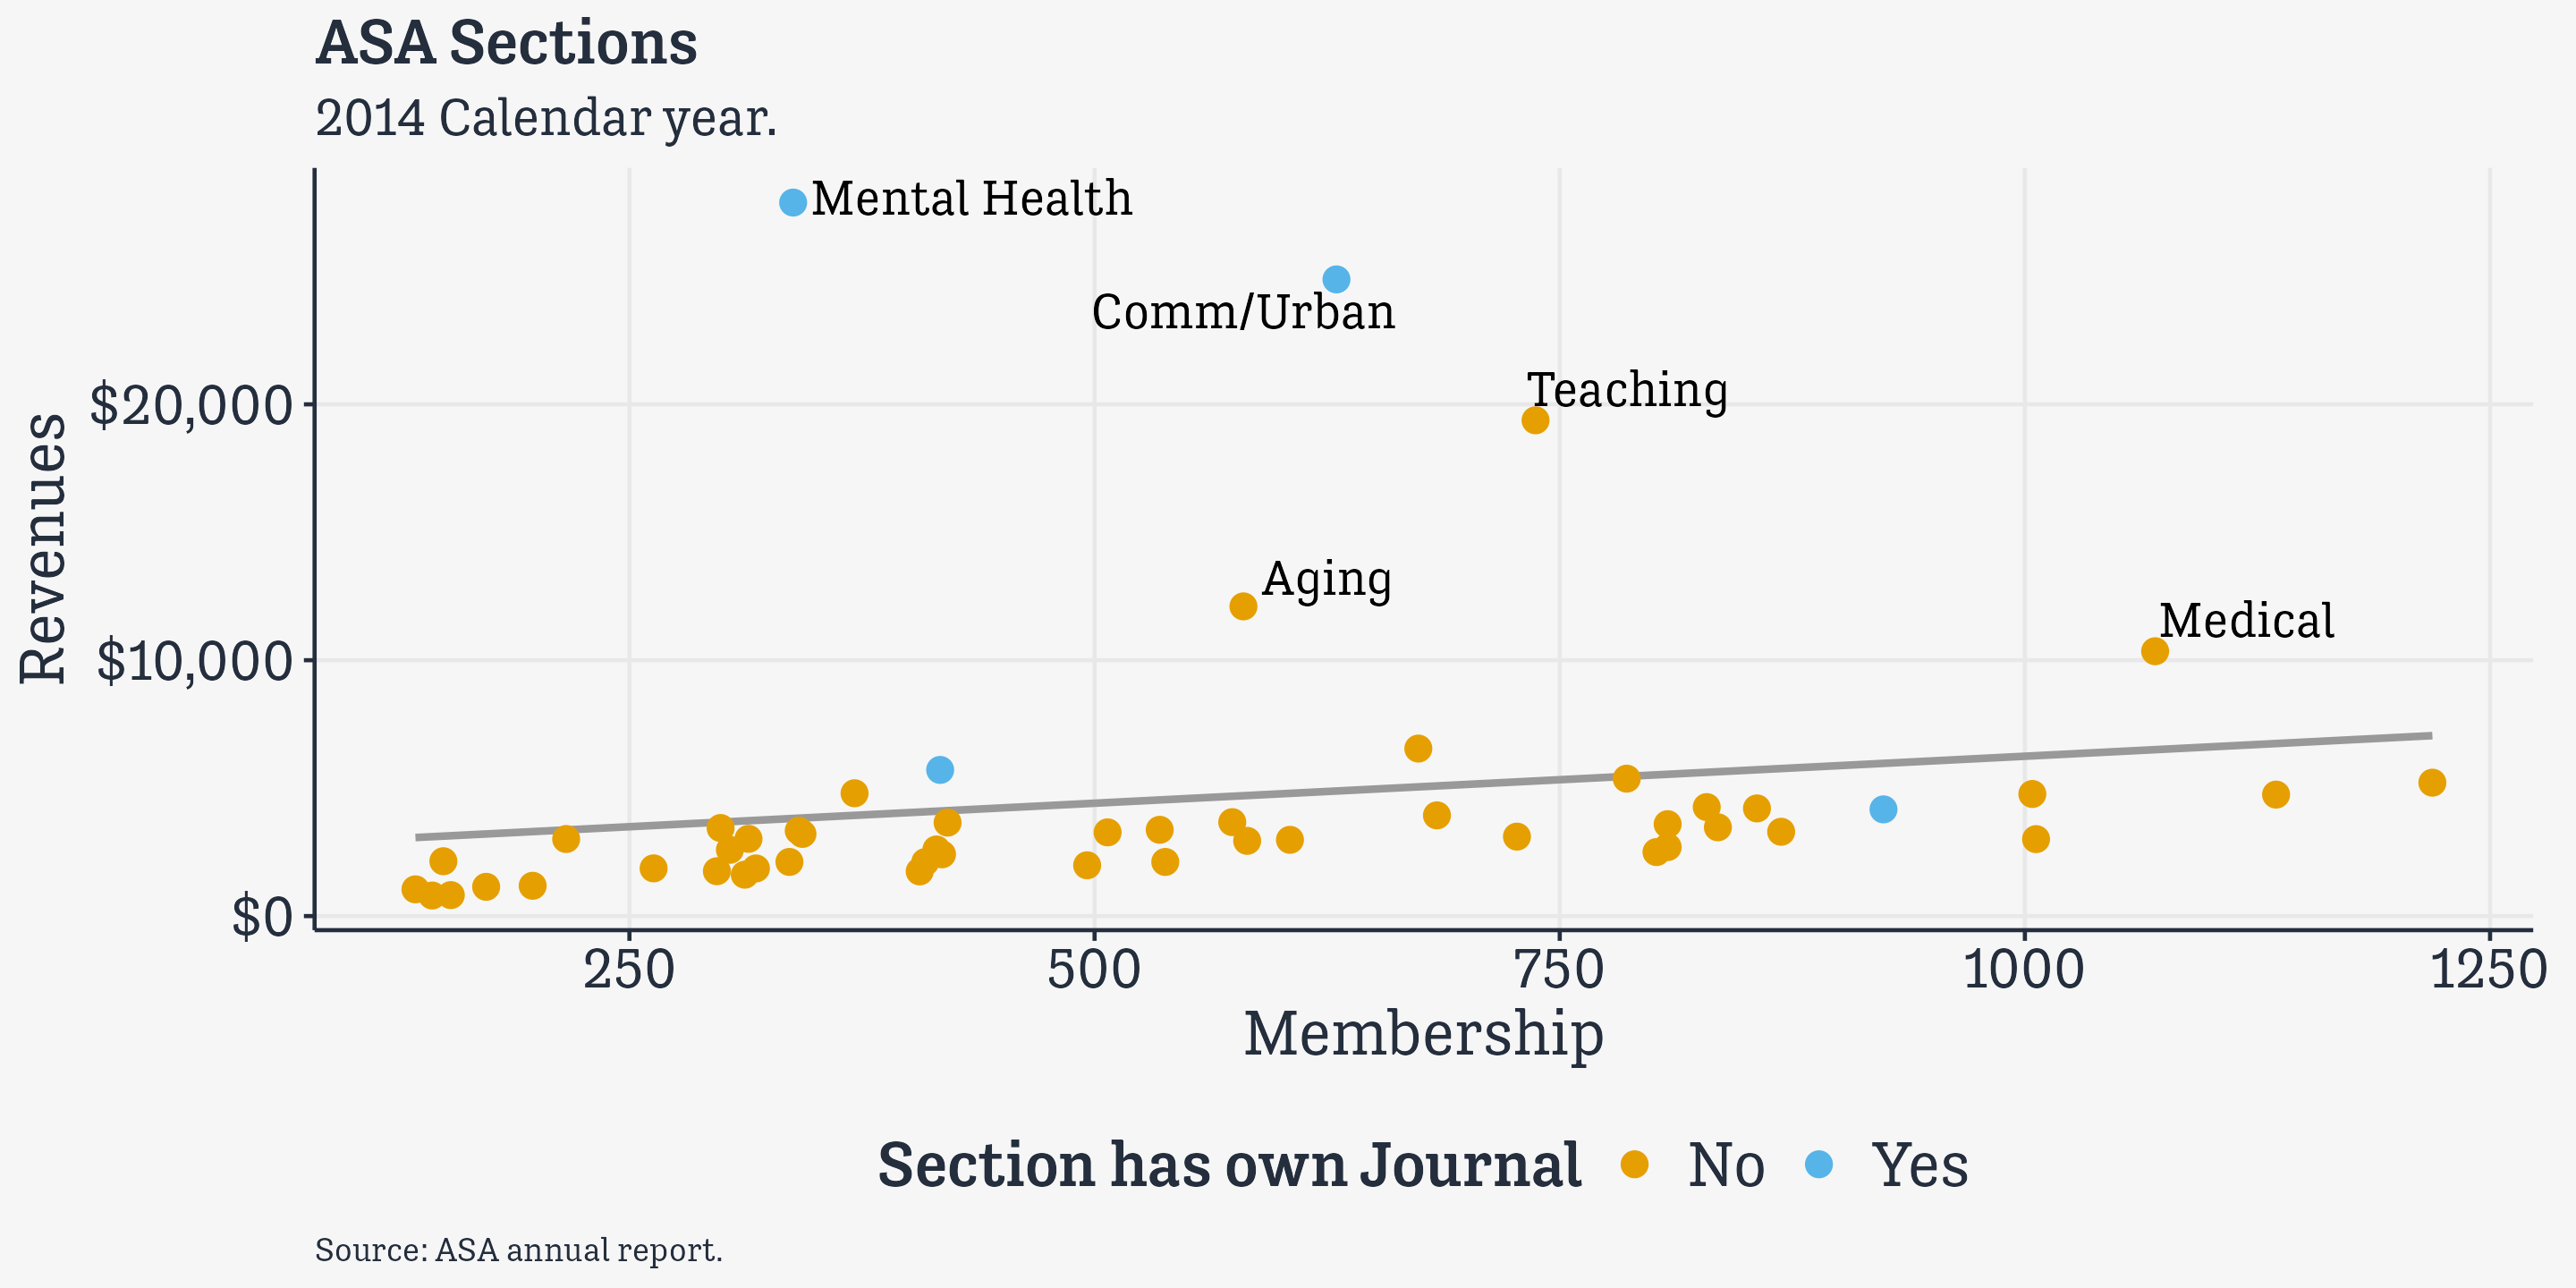 ASA Sections
2014 Calendar year.
Mental Health
Comm/Urban
Teaching
Aging
Medical
Revenues
$20,000
$10,000
$0
250 500 750 1000 1250
Membership
Section has own Journal No Yes
Source: ASA annual report.